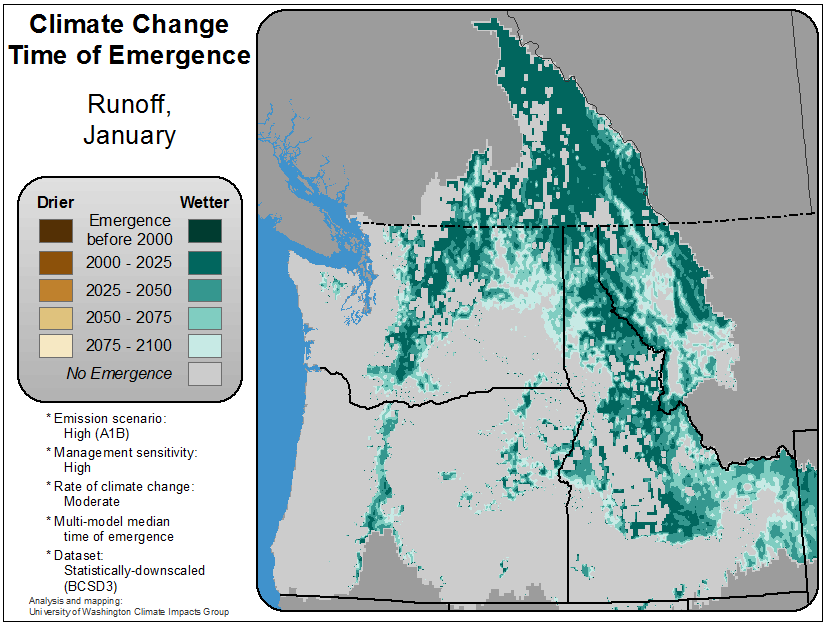 Climate Change
Time of Emergence
Runoff,
January
Drier
Wetter
Emergence
before 2000
2000 - 2025
2025 - 2050
2050 - 2075
2075 - 2100
No Emergence
* Emission scenario:
High (A1B)
* Management sensitivity:
High
* Rate of climate change:
Moderate
* Multi-model median
time of emergence
* Dataset:
Statistically-downscaled
(BCSD3)
Analysis and mapping:
University of Washington Climate Impacts Group